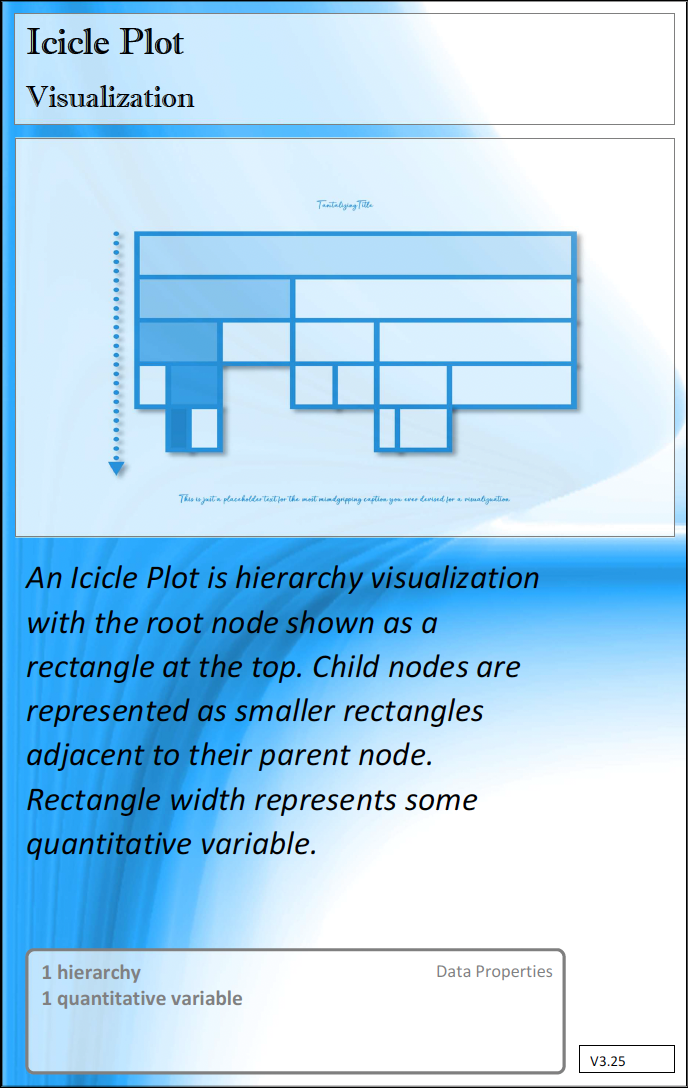 Icicle Plot
Visualization
Tantalizing Title
This is just a placeholder text for the most mindgripping caption you ever devised for a visualization.
An Icicle Plot is hierarchy visualization
with the root node shown as a
rectangle at the top. Child nodes are
represented as smaller rectangles
adjacent to their parent node.
Rectangle width represents some
quantitative variable.
1 hierarchy
Data Properties
1 quantitative variable
V3.25